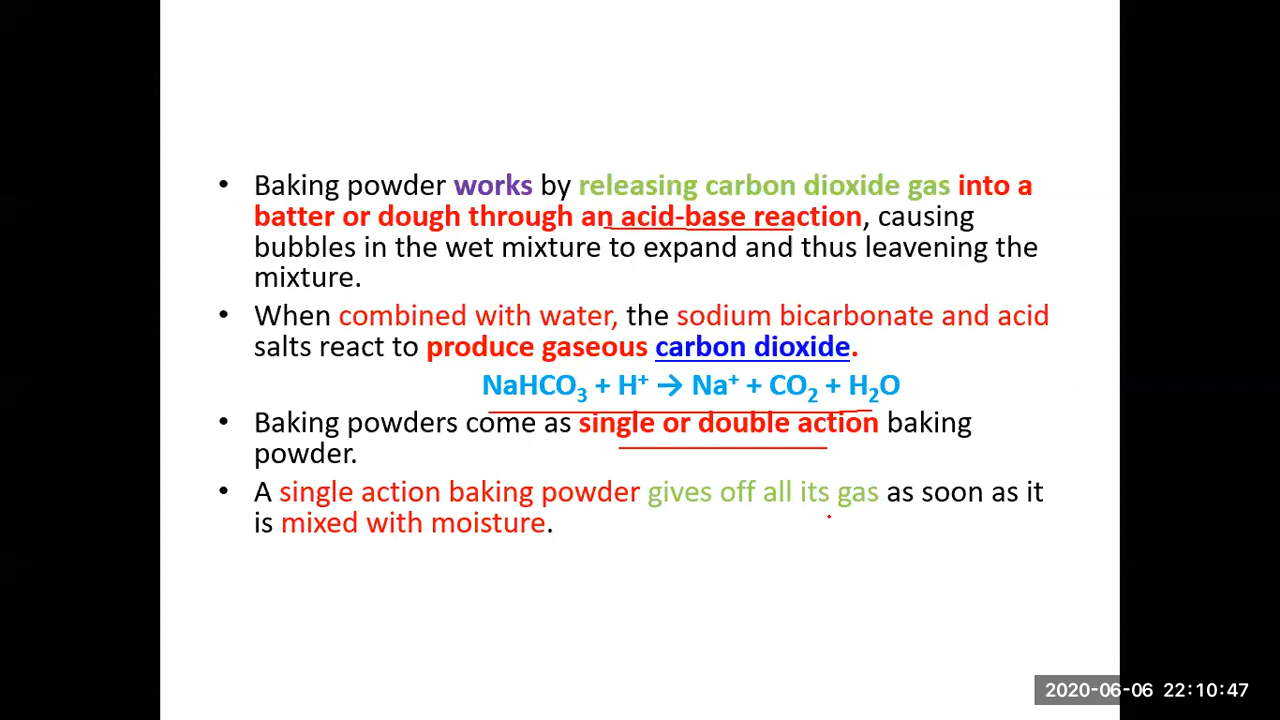 • Baking powder works by releasing carbon dioxide gas into a
batter or dough through an acid-base reaction, causing
bubbles in the wet mixture to expand and thus leavening the
mixture.
• When combined with water, the sodium bicarbonate and acid
salts react to produce gaseous carbon dioxide.
NaHCO₃ + H⁺ → Na⁺ + CO₂ + H₂O
• Baking powders come as single or double action baking
powder.
• A single action baking powder gives off all its gas as soon as it
is mixed with moisture.
2020-06-06 22:10:47